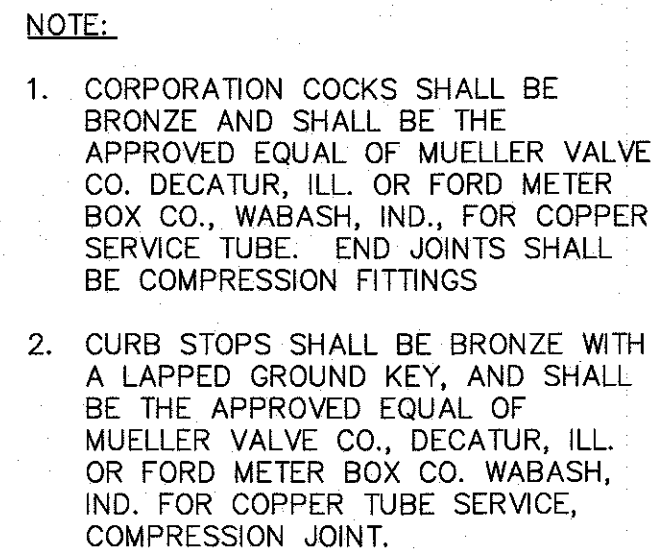 NOTE:
1. CORPORATION COCKS SHALL BE
BRONZE AND SHALL BE THE
APPROVED EQUAL OF MUELLER VALVE
CO. DECATUR, ILL. OR FORD METER
BOX CO., WABASH, IND., FOR COPPER
SERVICE TUBE. END JOINTS SHALL
BE COMPRESSION FITTINGS
2. CURB STOPS SHALL BE BRONZE WITH
A LAPPED GROUND KEY, AND SHALL
BE THE APPROVED EQUAL OF
MUELLER VALVE CO., DECATUR, ILL.
OR FORD METER BOX CO. WABASH,
IND. FOR COPPER TUBE SERVICE,
COMPRESSION JOINT.